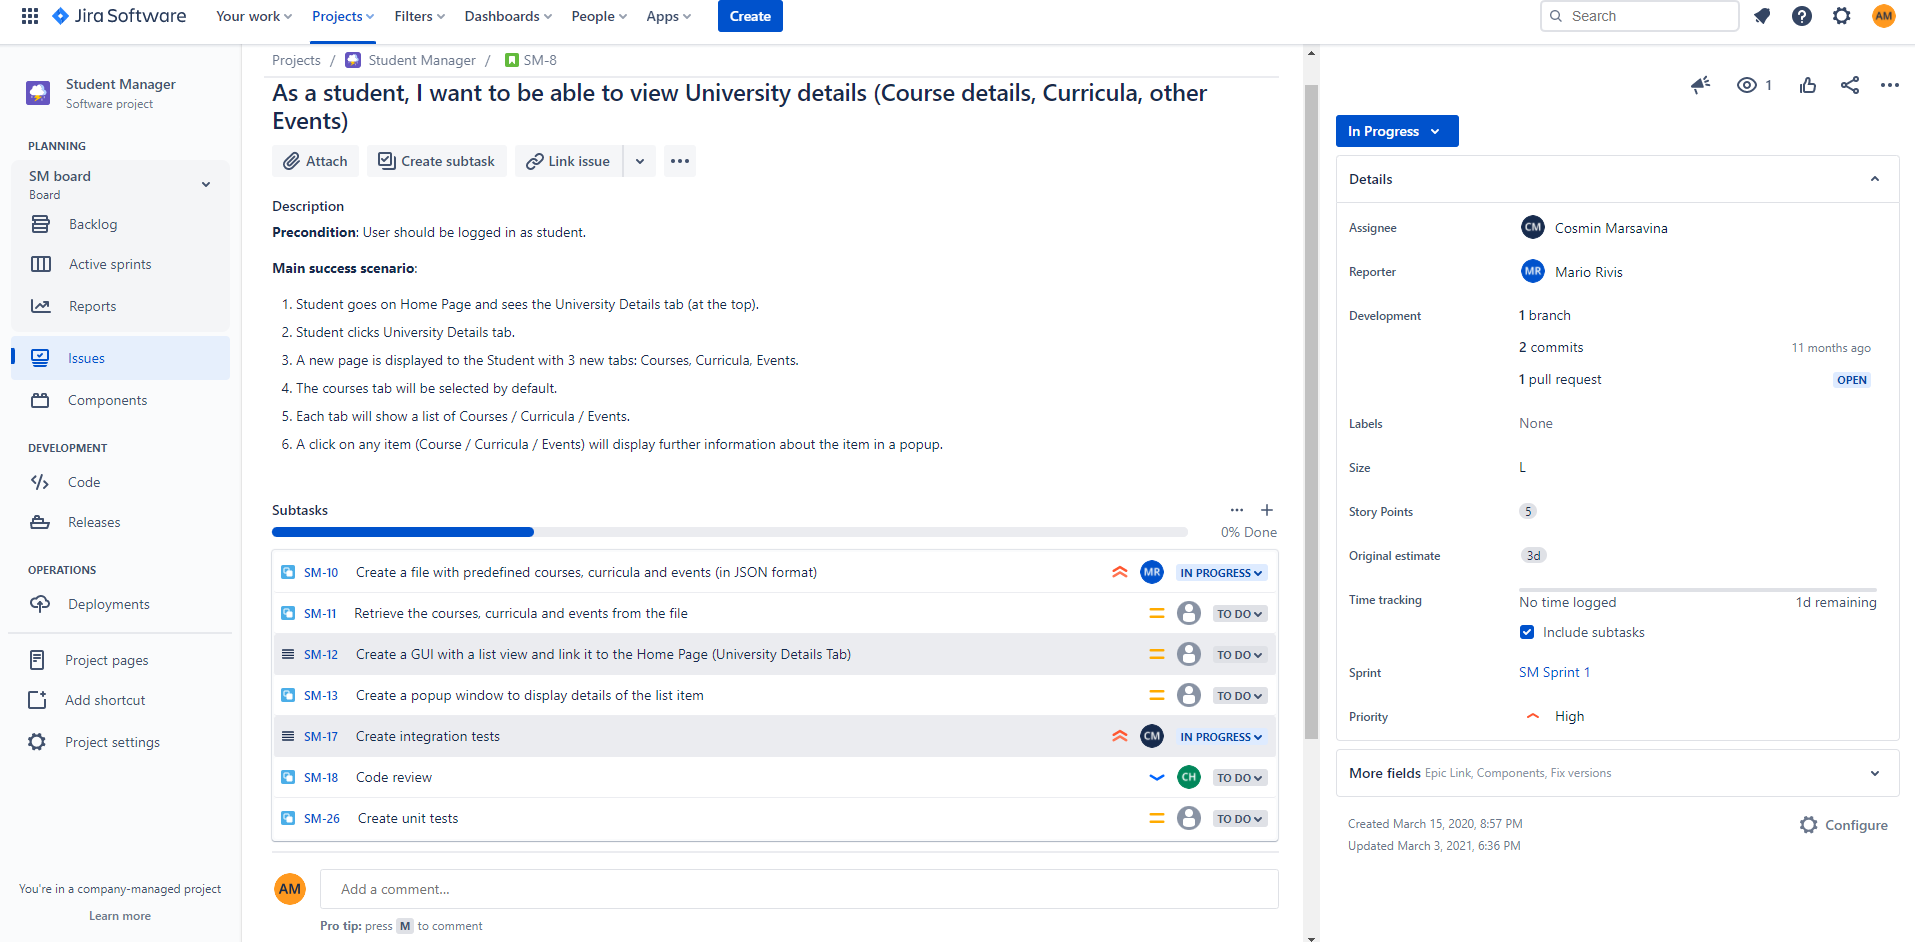 Jira Software
Your work
Projects
Filters
Dashboards
People
Apps
Create
Search
AM
Student Manager
Software project
PLANNING
SM board
Board
Backlog
Active sprints
Reports
Issues
Components
DEVELOPMENT
Code
Releases
OPERATIONS
Deployments
Project pages
Add shortcut
Project settings
You're in a company-managed project
Learn more
Projects / Student Manager / SM-8
As a student, I want to be able to view University details (Course details, Curricula, other
Events)
Attach
Create subtask
Link issue
Description
Precondition: User should be logged in as student.
Main success scenario:
1. Student goes on Home Page and sees the University Details tab (at the top).
2. Student clicks University Details tab.
3. A new page is displayed to the Student with 3 new tabs: Courses, Curricula, Events.
4. The courses tab will be selected by default.
5. Each tab will show a list of Courses / Curricula / Events.
6. A click on any item (Course / Curricula / Events) will display further information about the item in a popup.
Subtasks
0% Done
SM-10 Create a file with predefined courses, curricula and events (in JSON format) MR IN PROGRESS
SM-11 Retrieve the courses, curricula and events from the file TO DO
SM-12 Create a GUI with a list view and link it to the Home Page (University Details Tab) TO DO
SM-13 Create a popup window to display details of the list item TO DO
SM-17 Create integration tests CM IN PROGRESS
SM-18 Code review CH TO DO
SM-26 Create unit tests TO DO
AM
Add a comment...
Pro tip: press M to comment
1
In Progress
Details
Assignee CM Cosmin Marsavina
Reporter MR Mario Rivis
Development 1 branch
2 commits 11 months ago
1 pull request OPEN
Labels None
Size L
Story Points 5
Original estimate 3d
Time tracking No time logged 1d remaining
Include subtasks
Sprint SM Sprint 1
Priority High
More fields Epic Link, Components, Fix versions
Created March 15, 2020, 8:57 PM
Updated March 3, 2021, 6:36 PM
Configure